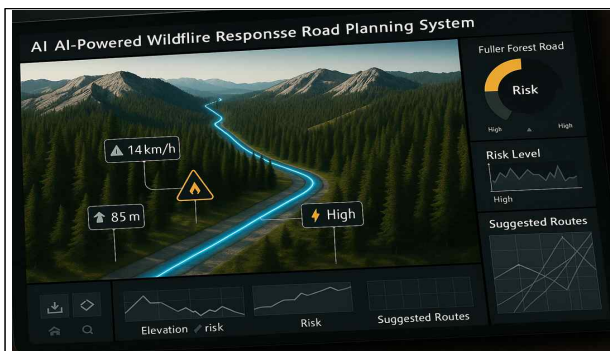 AI AI-Powered Wildflire Responsse Road Planning System
Fuller Forest Road
Risk
High High
14km/h
85 m
High
Risk Level
High
Suggested Routes
Elevation risk
Risk
Suggested Routes